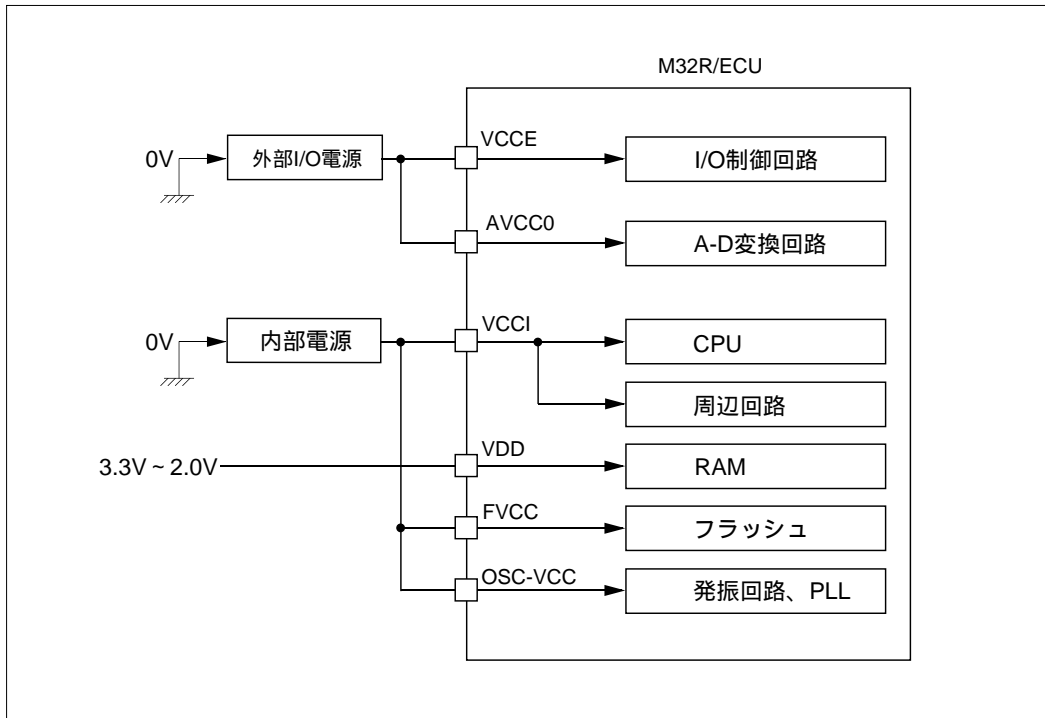 M32R/ECU
0V
外部I/O電源
VCCE
I/O制御回路
AVCC0
A-D変換回路
0V
内部電源
VCCI
CPU
周辺回路
3.3V ~ 2.0V
VDD
RAM
FVCC
フラッシュ
OSC-VCC
発振回路、PLL